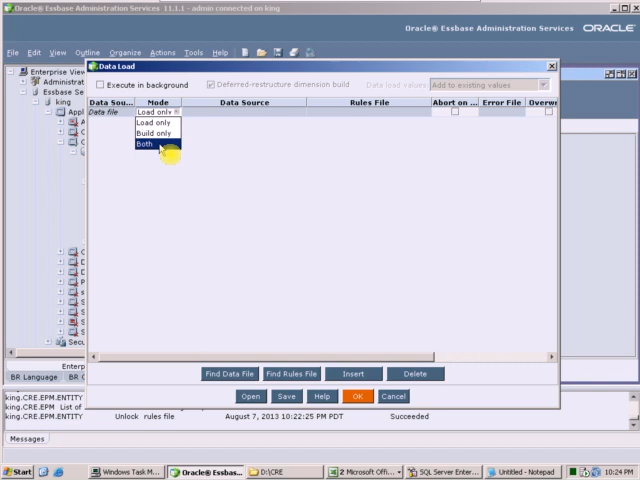 Oracle® Essbase Administration Services 11.1.1 - admin connected on king
Oracle® Essbase Administration Services ORACLE
File Edit View Outline Organize Actions Tools Help
Enterprise View
Administrat
Essbase Se
king
Appl
Data Load
Execute in background
Deferred-restructure dimension build
Data load values
Add to existing values
Data Sou... Mode Data Source Rules File Abort on ... Error File Overwr
Data file Load only
Load only
Build only
Both
Secu
Find Data File Find Rules File Insert Delete
Open Save Help OK Cancel
Enterp
BR Language BR
king.CRE.EPM.ENTITY
king.CRE.EPM List of
king.CRE.EPM.ENTITY Unlock rules file August 7, 2013 10:22:25 PM PDT Succeeded
Messages
Start Windows Task M... Oracle® Essbas... D:\CRE 2 Microsoft Offi... SQL Server Enter... Untitled - Notepad 10:24 PM